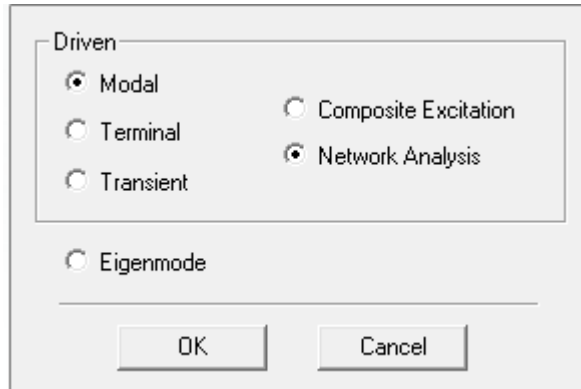 Driven
Modal
Terminal
Transient
Composite Excitation
Network Analysis
Eigenmode
OK
Cancel